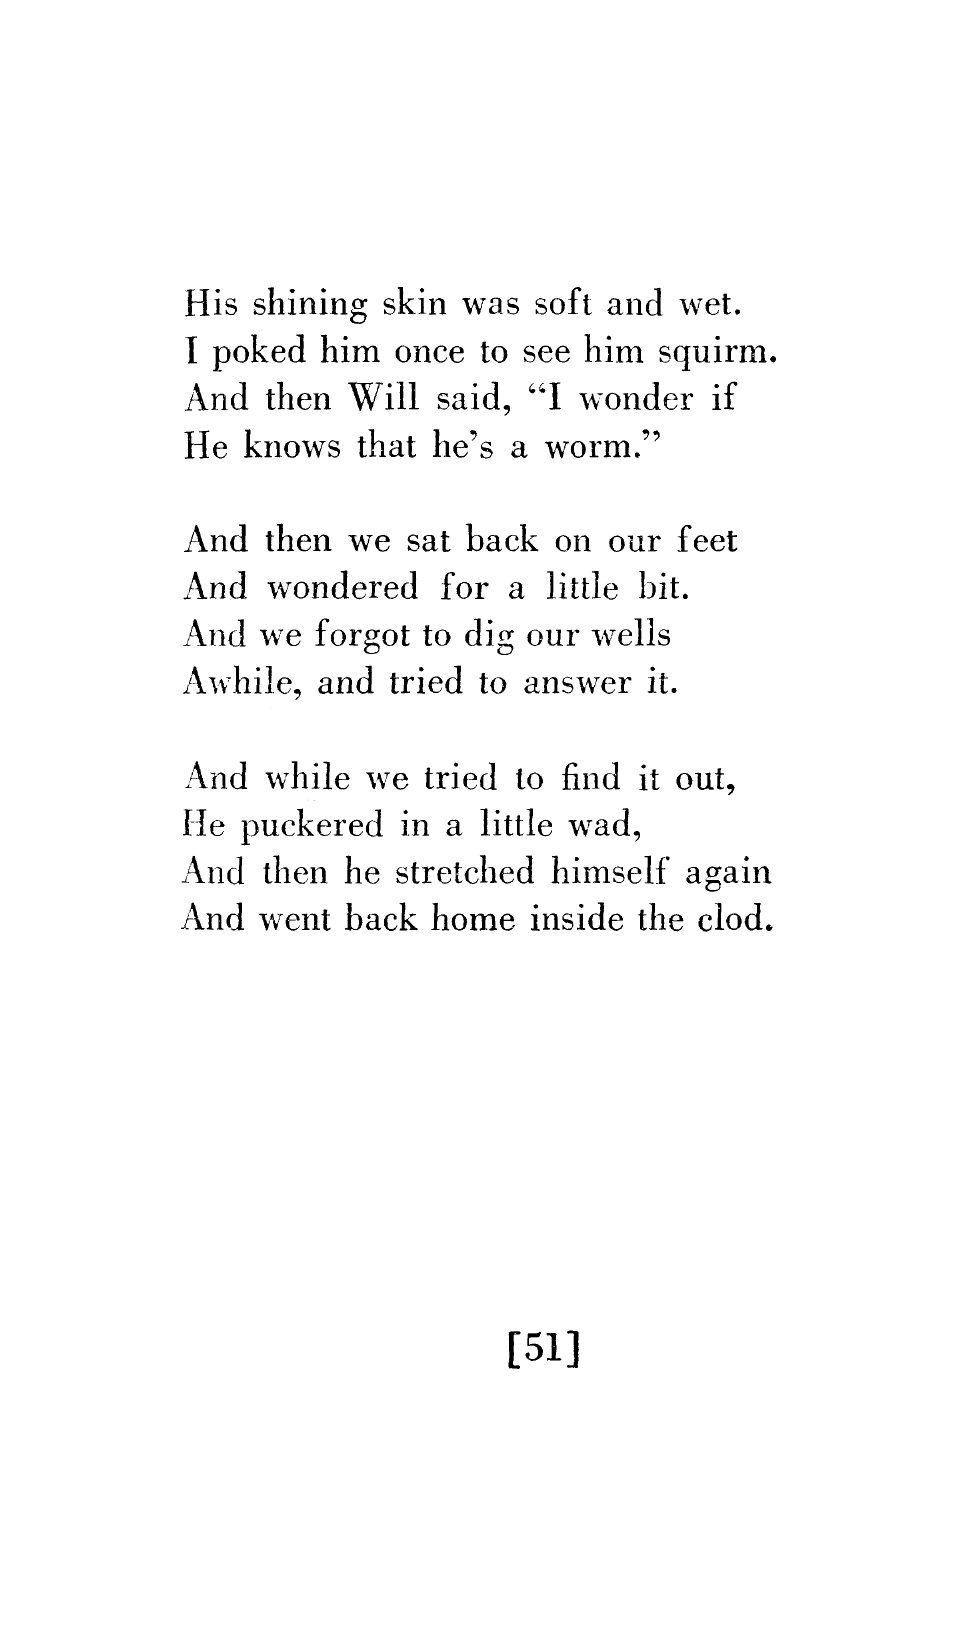 His shining skin was soft and wet.
I poked him once to see him squirm.
And then Will said, “I wonder if
He knows that he’s a worm.”

And then we sat back on our feet
And wondered for a little bit.
And we forgot to dig our wells
Awhile, and tried to answer it.

And while we tried to find it out,
He puckered in a little wad,
And then he stretched himself again
And went back home inside the clod.

[51]